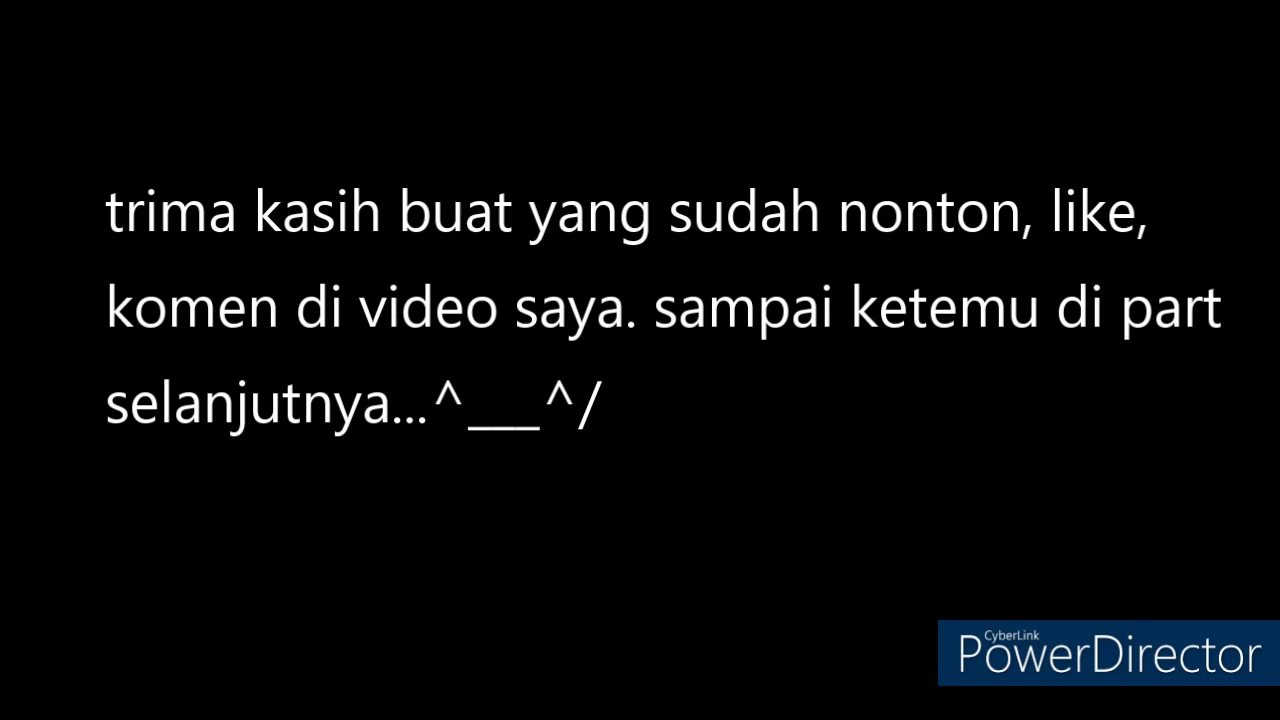 trima kasih buat yang sudah nonton, like,
komen di video saya. sampai ketemu di part
selanjutnya...^___^/
CyberLink
PowerDirector